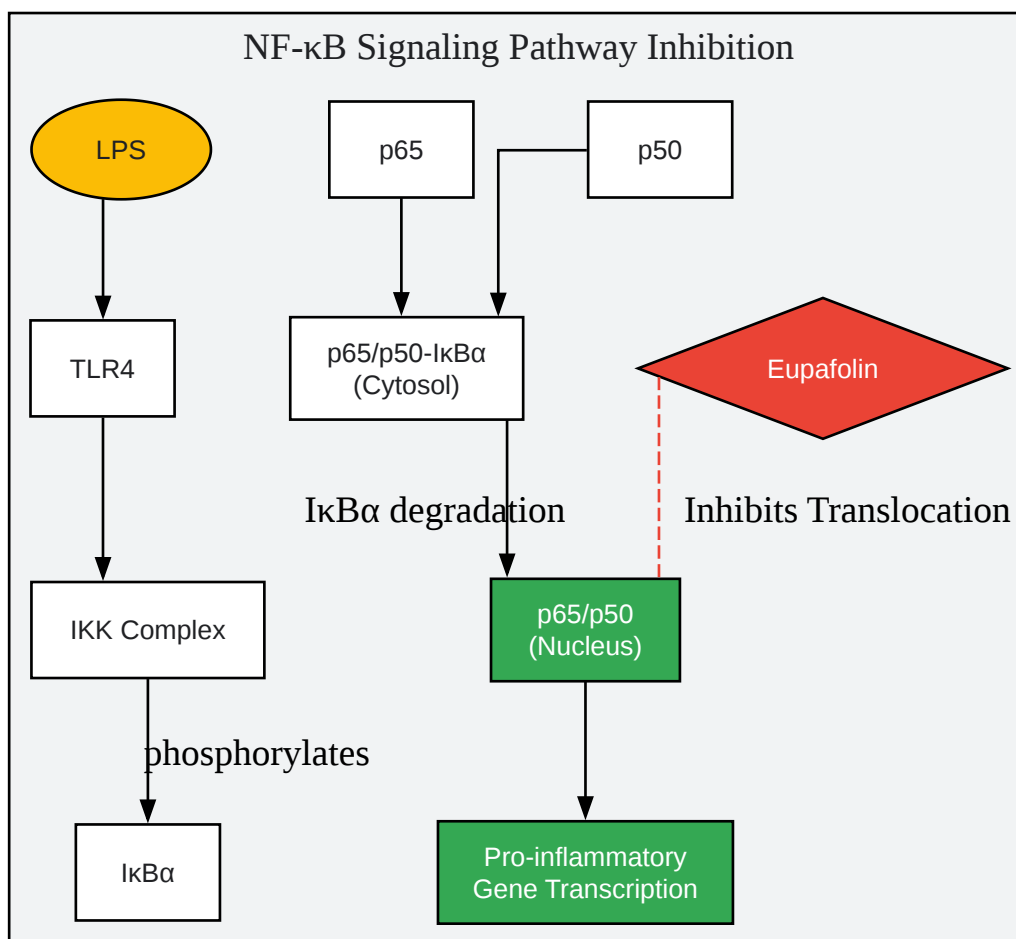 NF-κB Signaling Pathway Inhibition
LPS
p65
p50
TLR4
p65/p50-IκBα
(Cytosol)
Eupafolin
IκBα degradation
Inhibits Translocation
IKK Complex
p65/p50
(Nucleus)
phosphorylates
IκBα
Pro-inflammatory
Gene Transcription